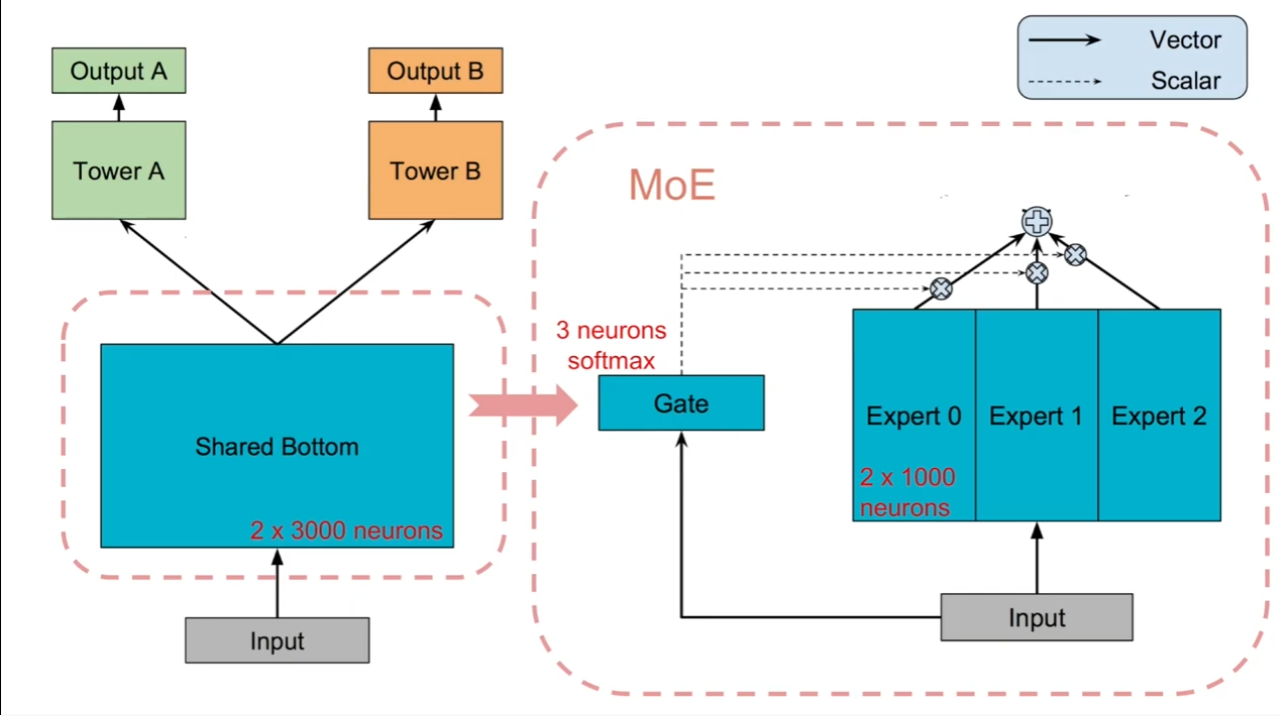 Output A
Output B
Vector
Scalar
Tower A
Tower B
MoE
3 neurons
softmax
Gate
Shared Bottom
2 x 3000 neurons
Expert 0
Expert 1
Expert 2
2 x 1000
neurons
Input
Input